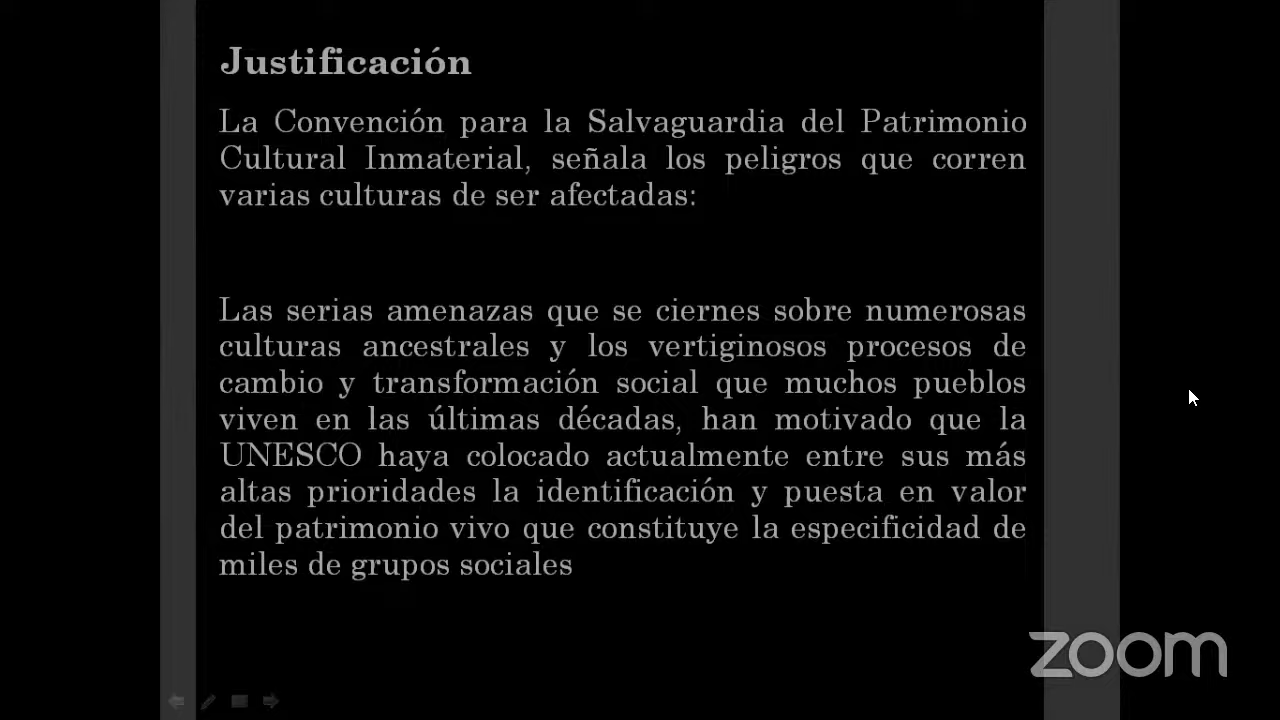 Justificación
La Convención para la Salvaguardia del Patrimonio
Cultural Inmaterial, señala los peligros que corren
varias culturas de ser afectadas:
Las serias amenazas que se ciernes sobre numerosas
culturas ancestrales y los vertiginosos procesos de
cambio y transformación social que muchos pueblos
viven en las últimas décadas, han motivado que la
UNESCO haya colocado actualmente entre sus más
altas prioridades la identificación y puesta en valor
del patrimonio vivo que constituye la especificidad de
miles de grupos sociales
zoom